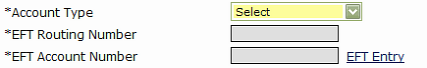 *Account Type Select
*EFT Routing Number
*EFT Account Number EFT Entry